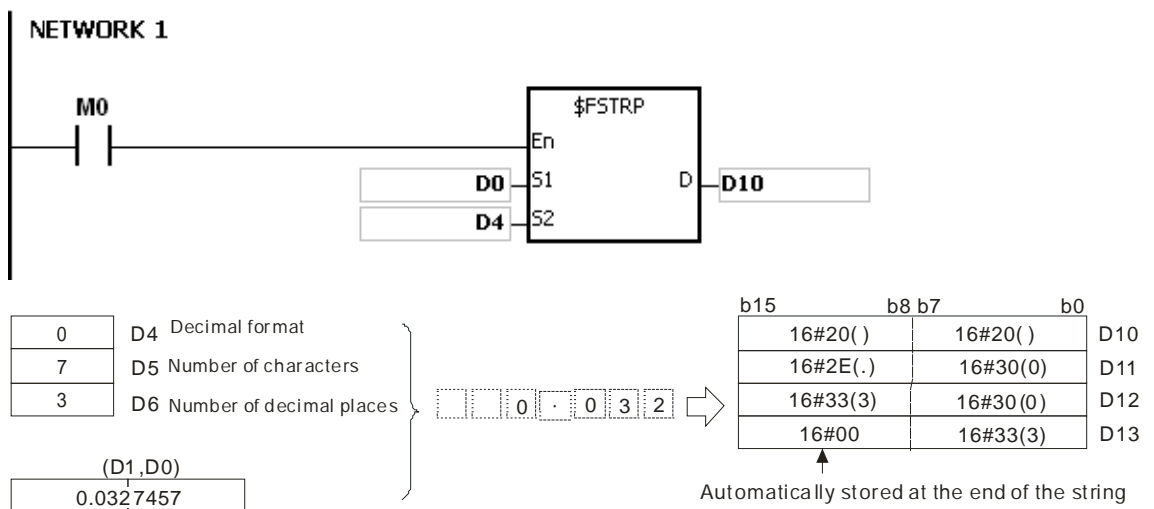 NETWORK 1
M0
$FSTRP
En
D0 S1 D D10
D4 S2
b15 b8 b7 b0
0 D4 Decimal format
7 D5 Number of characters
3 D6 Number of decimal places
0 . 0 3 2
16#20( ) 16#20( ) D10
16#2E(.) 16#30(0) D11
16#33(3) 16#30(0) D12
16#00 16#33(3) D13
(D1,D0)
0.0327457
Automatically stored at the end of the string